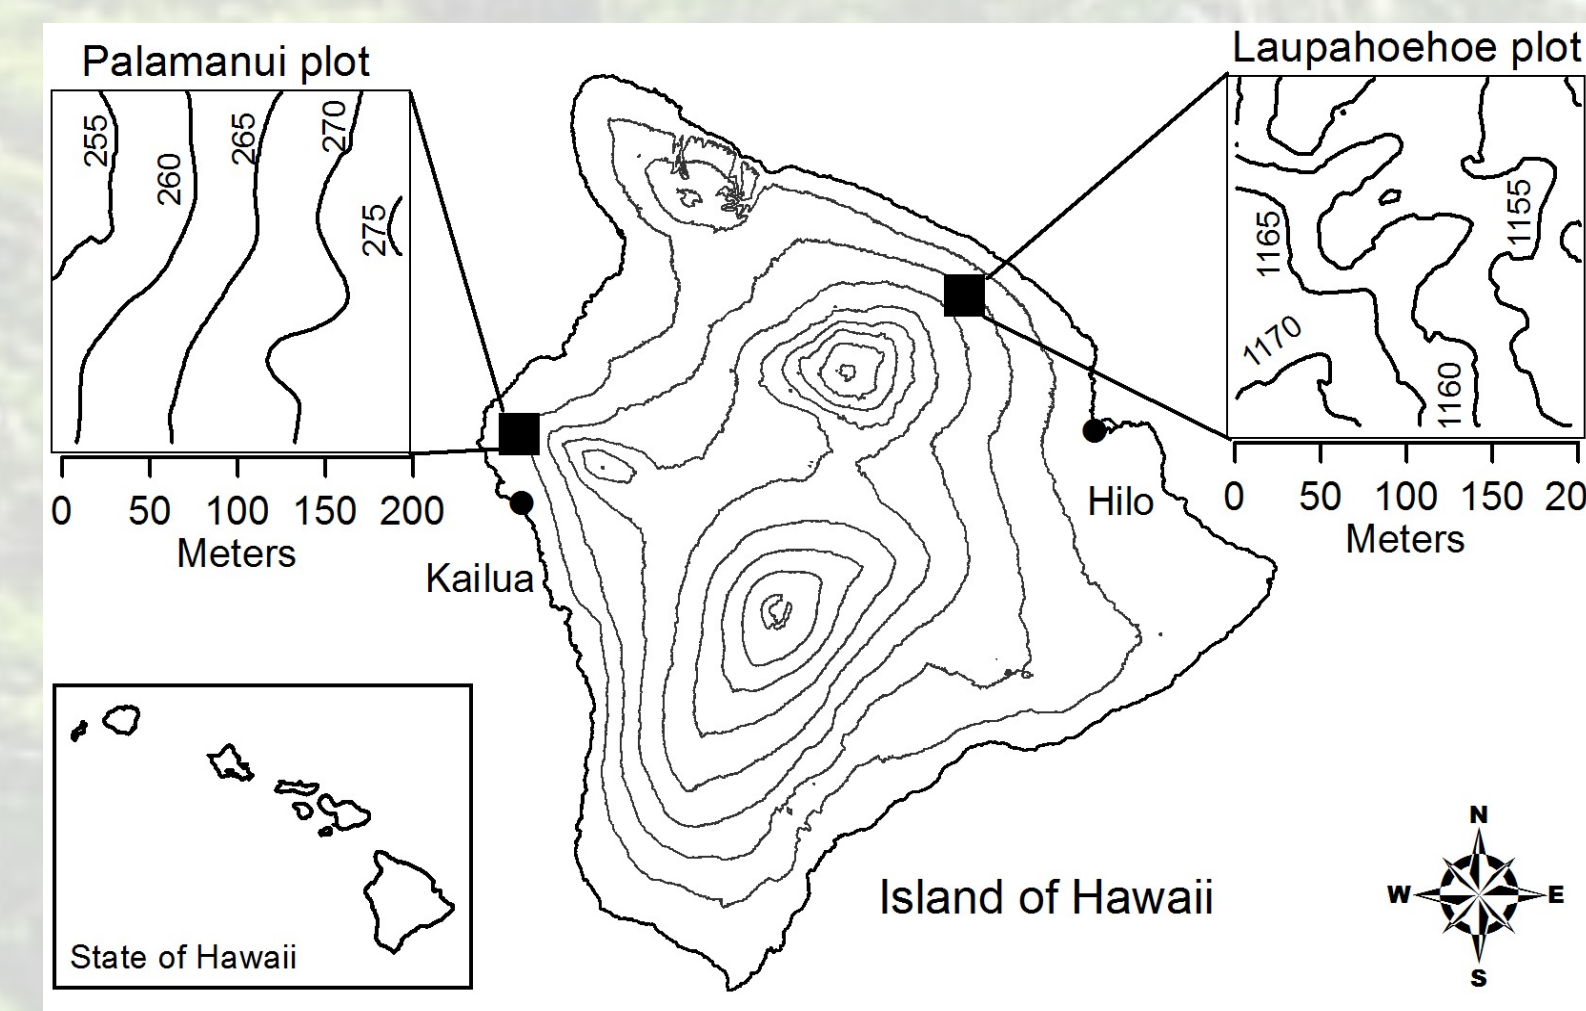 Palamanui plot
255
260
265
270
275
0 50 100 150 200
Meters
Laupahoehoe plot
1165
1155
1170
1160
0 50 100 150 20
Meters
Kailua
Hilo
Island of Hawaii
State of Hawaii
N
W E
S